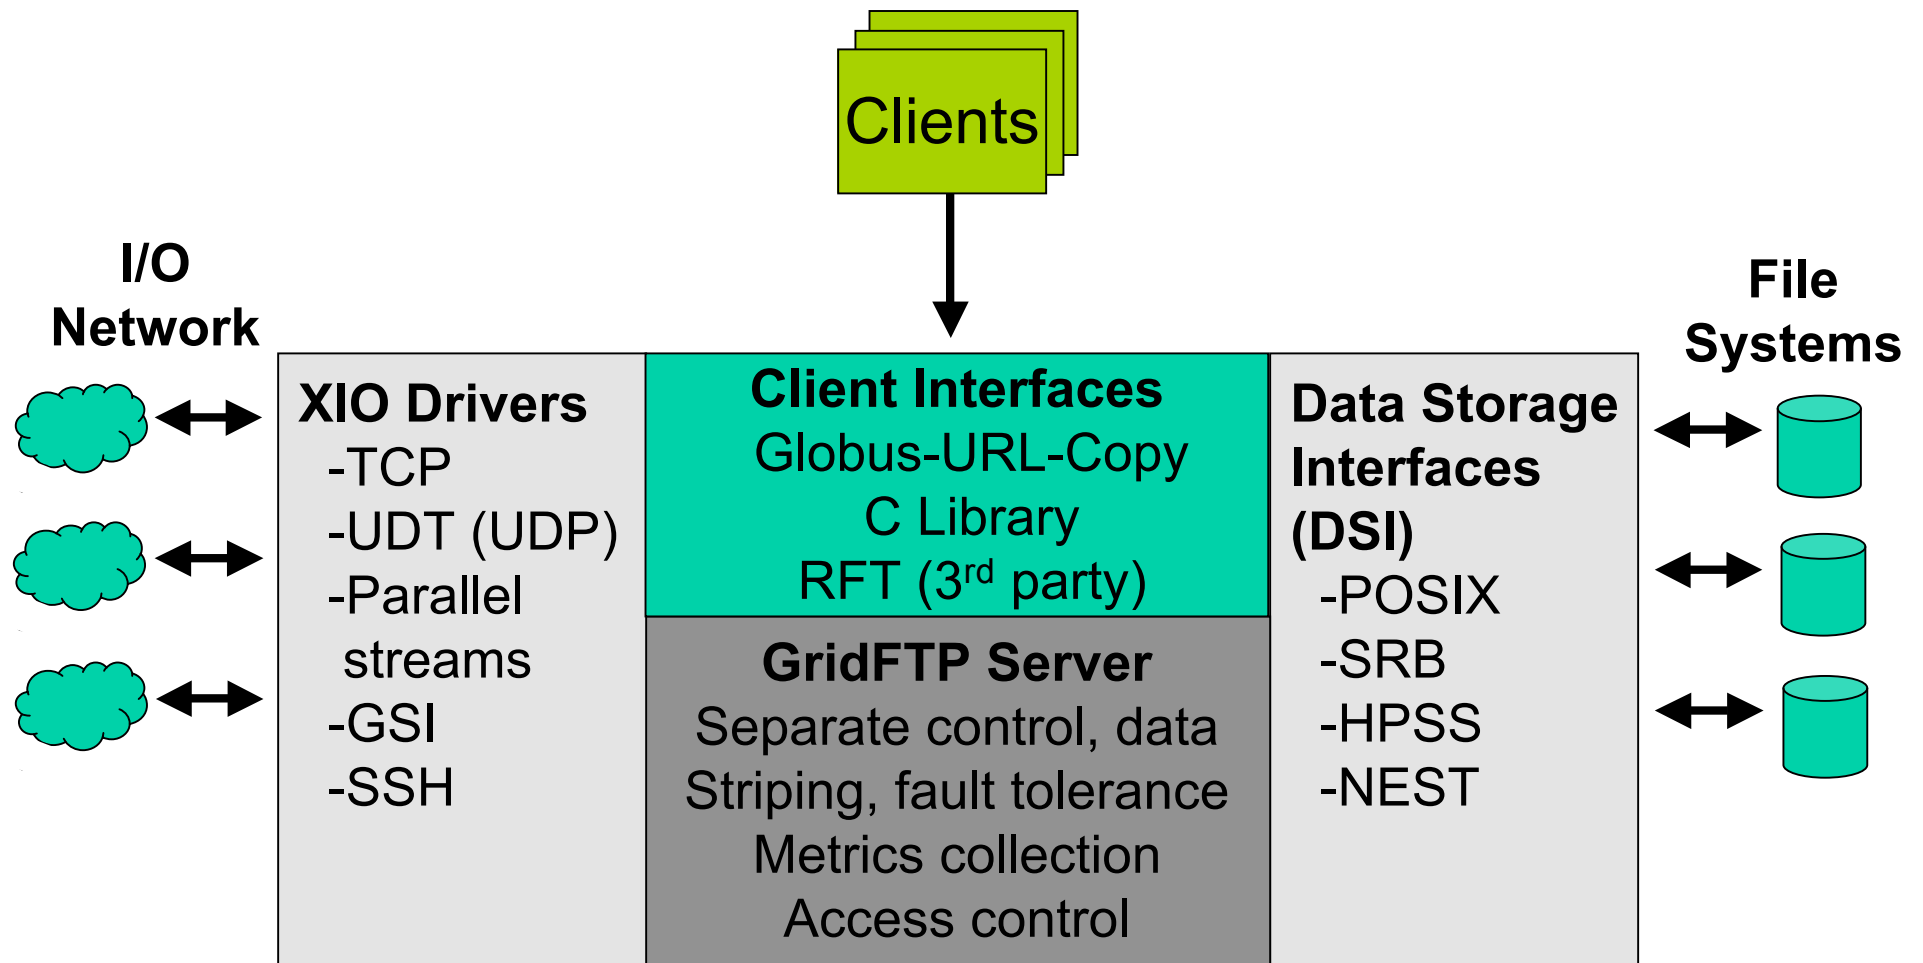 Clients
I/O
Network
XIO Drivers
-TCP
-UDT (UDP)
-Parallel
streams
-GSI
-SSH
Client Interfaces
Globus-URL-Copy
C Library
RFT (3rd party)
GridFTP Server
Separate control, data
Striping, fault tolerance
Metrics collection
Access control
Data Storage
Interfaces
(DSI)
-POSIX
-SRB
-HPSS
-NEST
File
Systems